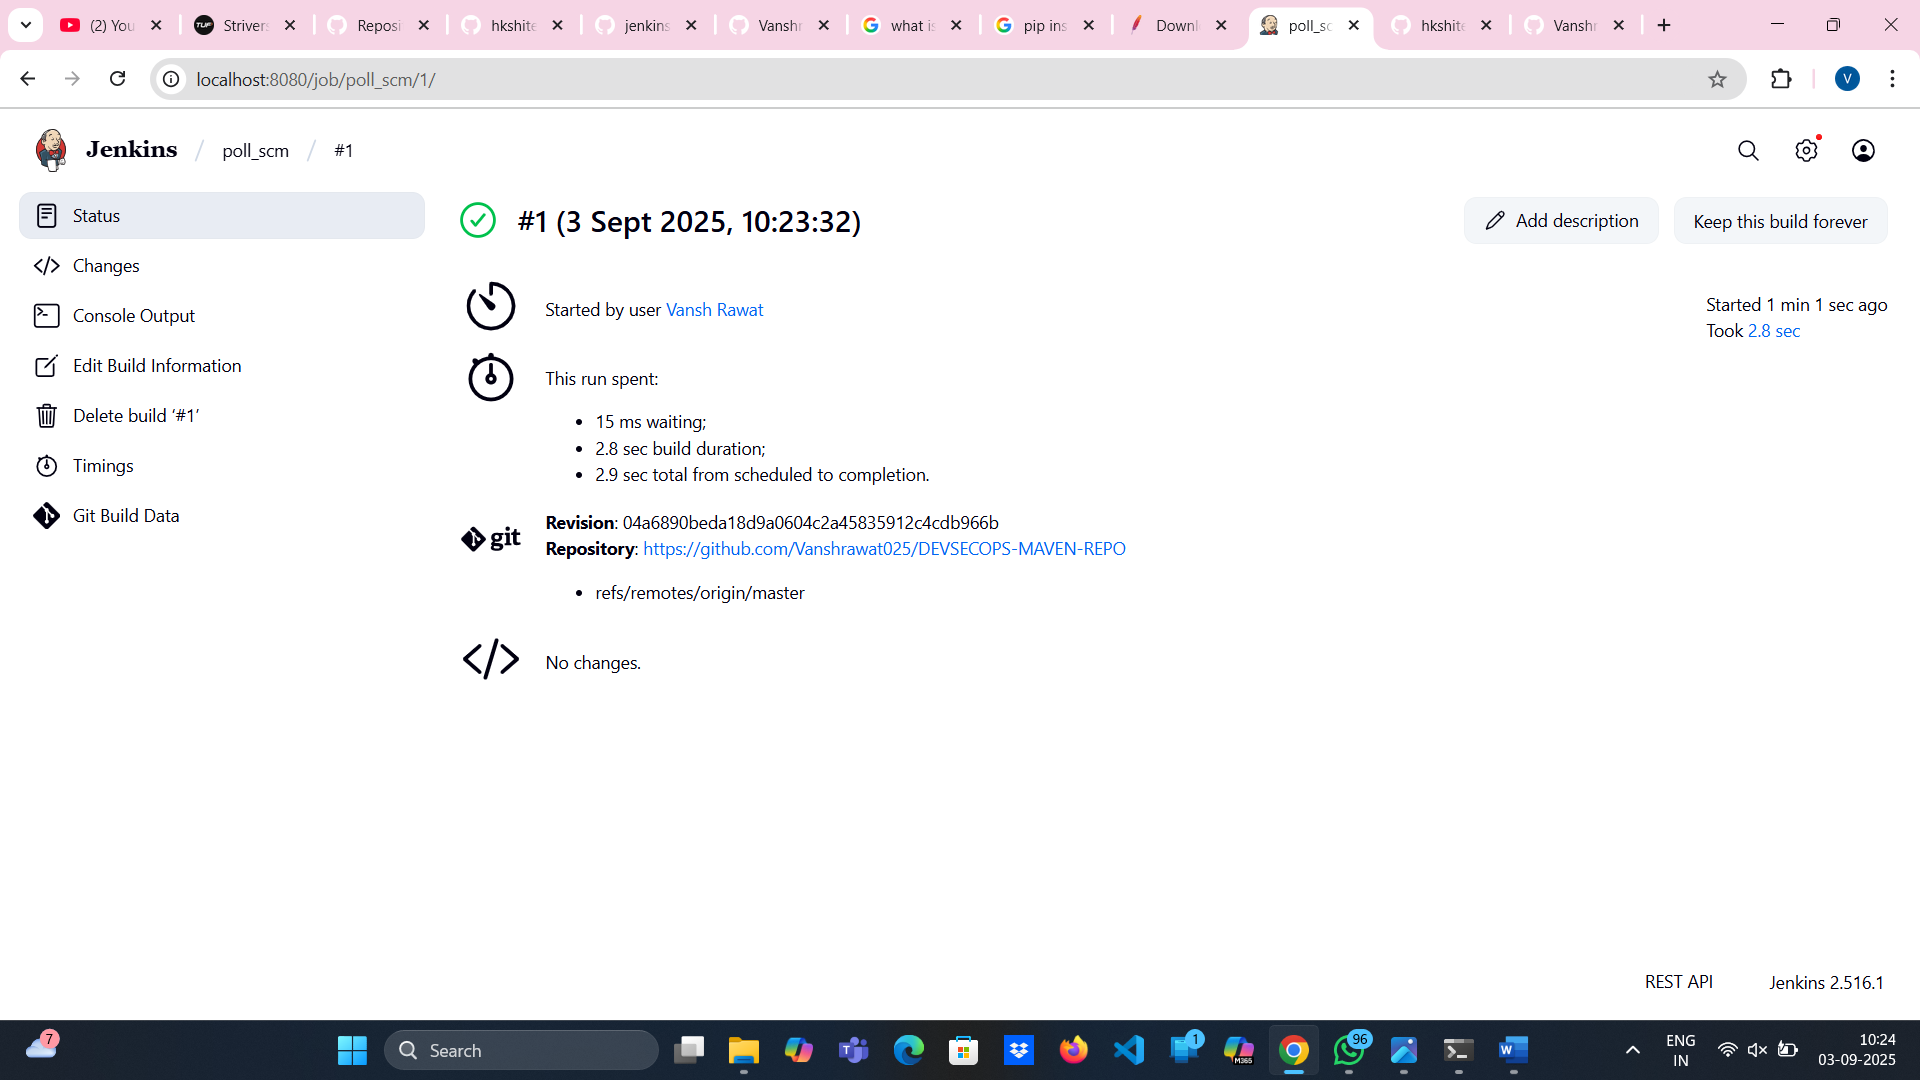 (2) You
Strivers
Reposi
hkshite
jenkins
Vanshr
what is
pip ins
Downl
poll_sc
hkshite
Vanshr
localhost:8080/job/poll_scm/1/
V
Jenkins / poll_scm / #1
Status
Changes
Console Output
Edit Build Information
Delete build ‘#1’
Timings
Git Build Data
#1 (3 Sept 2025, 10:23:32)
Add description
Keep this build forever
Started by user Vansh Rawat
Started 1 min 1 sec ago
Took 2.8 sec
This run spent:
15 ms waiting;
2.8 sec build duration;
2.9 sec total from scheduled to completion.
git
Revision: 04a6890beda18d9a0604c2a45835912c4cdb966b
Repository: https://github.com/Vanshrawat025/DEVSECOPS-MAVEN-REPO
refs/remotes/origin/master
No changes.
REST API
Jenkins 2.516.1
7
Search
1
M365
96
ENG
IN
10:24
03-09-2025